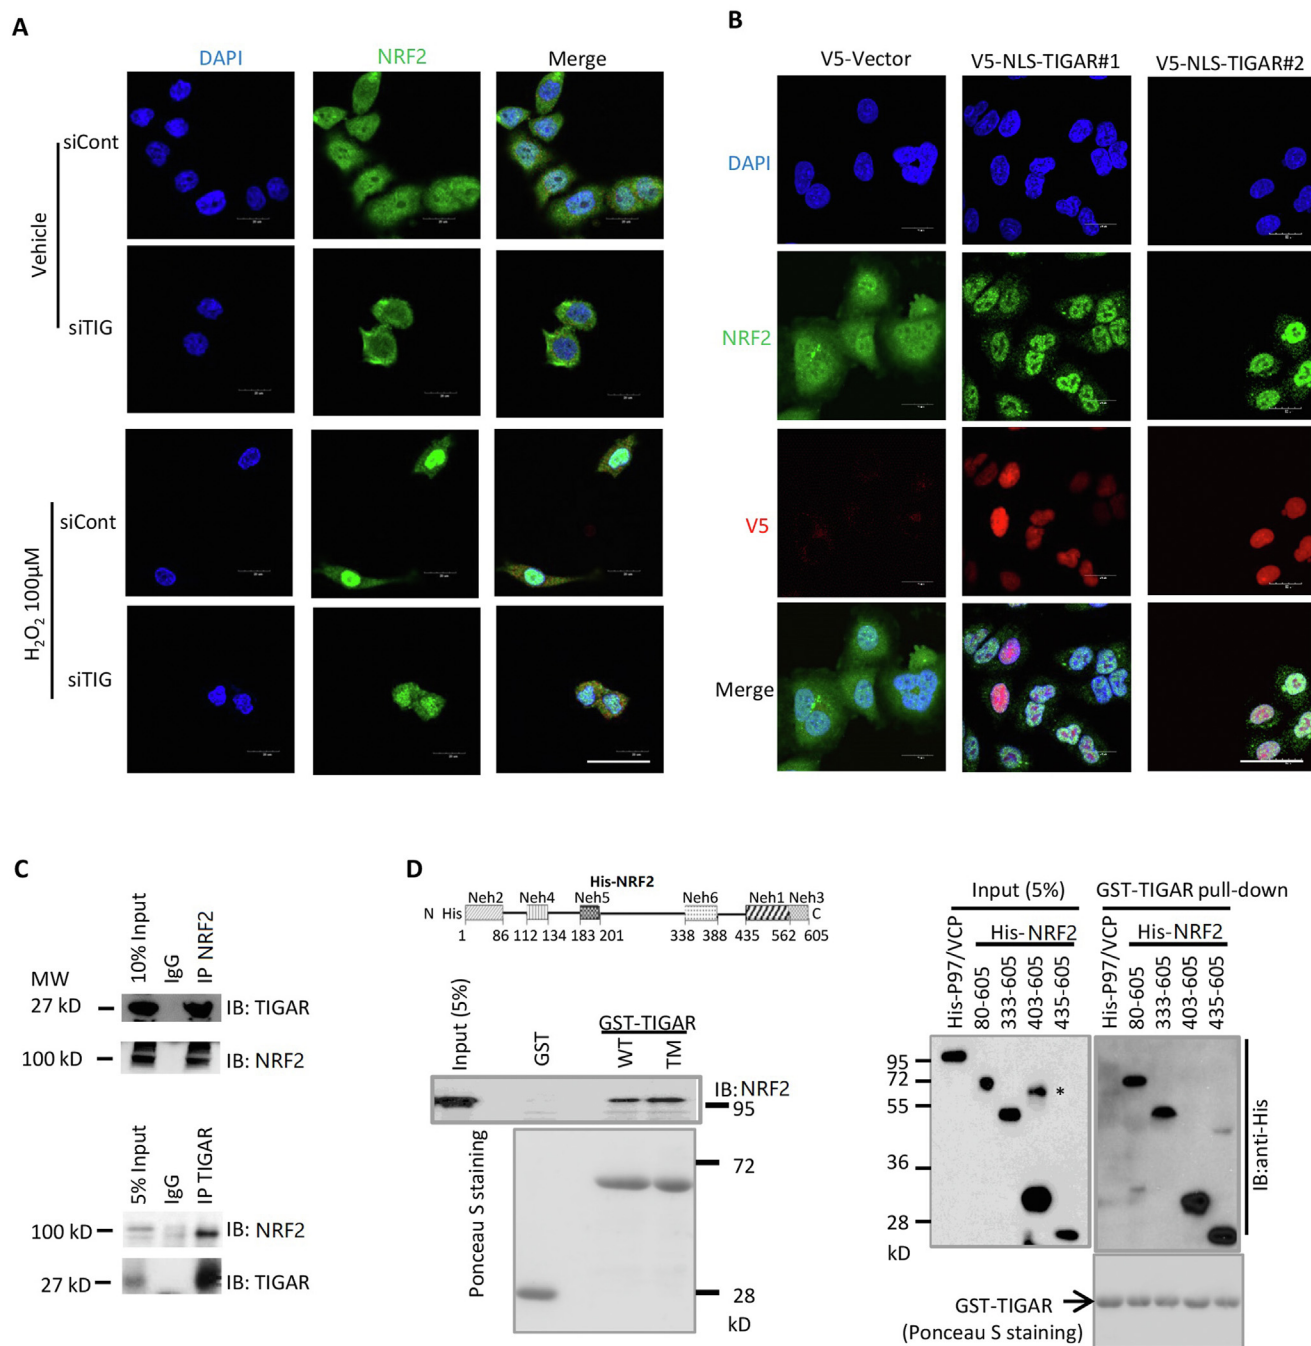 A
DAPI
NRF2
Merge
Vehicle
siCont
siTIG
H₂O₂ 100μM
siCont
siTIG
B
V5-Vector
V5-NLS-TIGAR#1
V5-NLS-TIGAR#2
DAPI
NRF2
V5
Merge
C
MW
10% Input
IgG
IP NRF2
27 kD
IB: TIGAR
100 kD
IB: NRF2
5% Input
IgG
IP TIGAR
100 kD
IB: NRF2
27 kD
IB: TIGAR
D
His-NRF2
Neh2
Neh4
Neh5
Neh6
Neh1
Neh3
N His
C
1
86
112
134
183
201
338
388
435
562
605
Input (5%)
GST
GST-TIGAR
WT
TM
IB:NRF2
95
Ponceau S staining
72
28
kD
Input (5%)
GST-TIGAR pull-down
His-P97/VCP
His-NRF2
80-605
333-605
403-605
435-605
His-P97/VCP
His-NRF2
80-605
333-605
403-605
435-605
95
72
55
36
28
kD
*
IB:anti-His
GST-TIGAR
(Ponceau S staining)